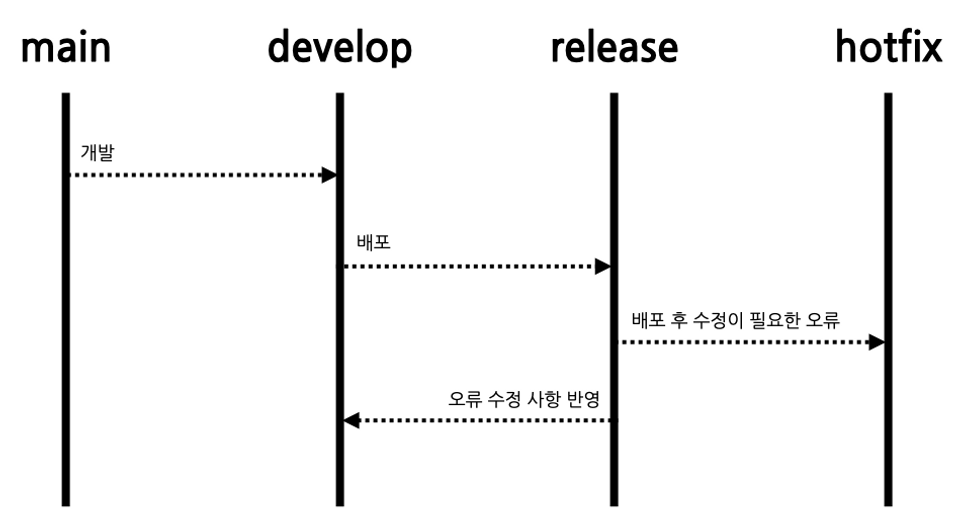 main
develop
release
hotfix
개발
배포
배포 후 수정이 필요한 오류
오류 수정 사항 반영